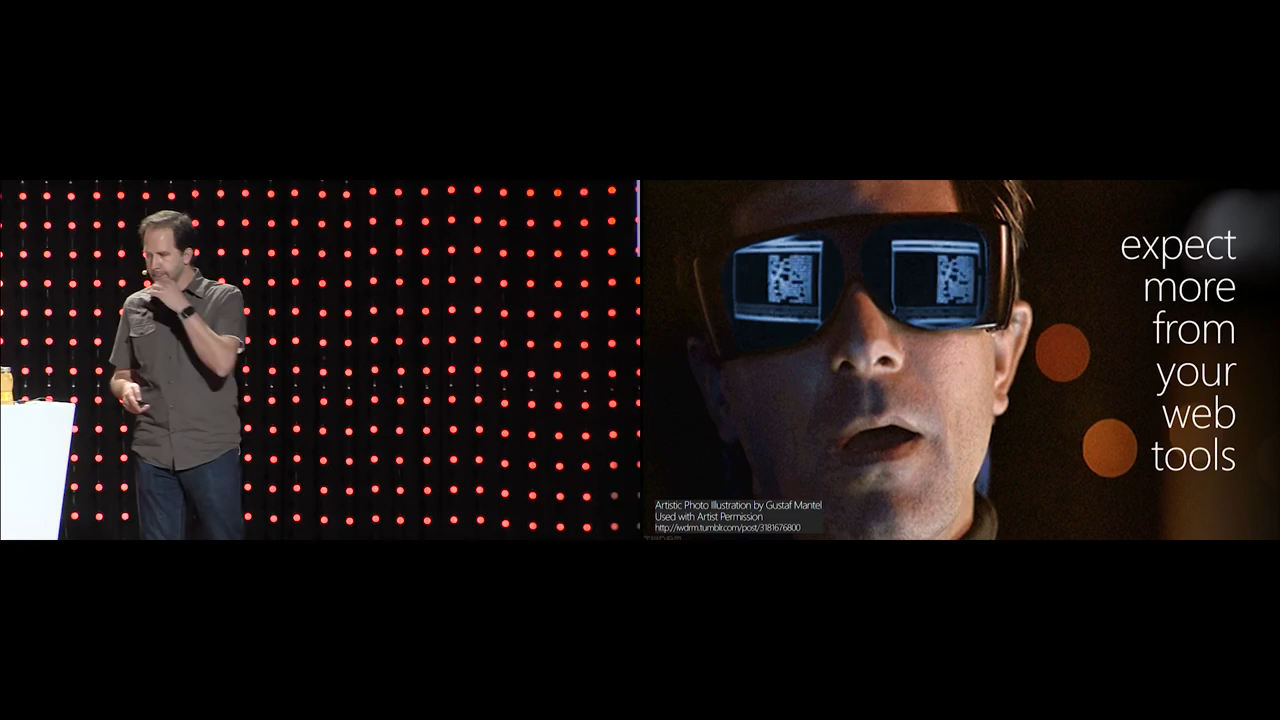 expect
more
from
your
web
tools
Artistic Photo Illustration by Gustaf Mantel
Used with Artist Permission
http://iwdrm.tumblr.com/post/3181676800